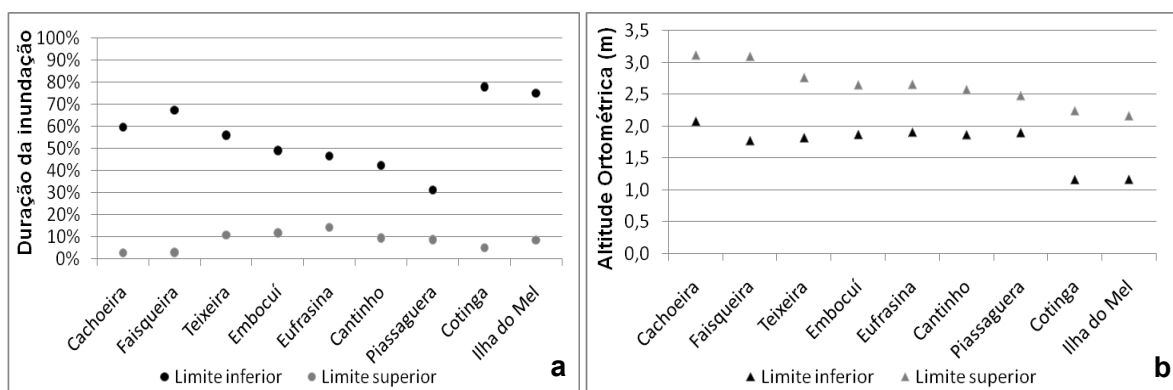 Duração da inundação
100%
90%
80%
70%
60%
50%
40%
30%
20%
10%
0%
Cachoeira
Faisqueira
Teixeira
Embocuí
Eufrasina
Cantinho
Piassaguera
Cotinga
Ilha do Mel
Limite inferior
Limite superior
a
Altitude Ortométrica (m)
3,5
3,0
2,5
2,0
1,5
1,0
0,5
0,0
Cachoeira
Faisqueira
Teixeira
Embocuí
Eufrasina
Cantinho
Piassaguera
Cotinga
Ilha do Mel
Limite inferior
Limite superior
b